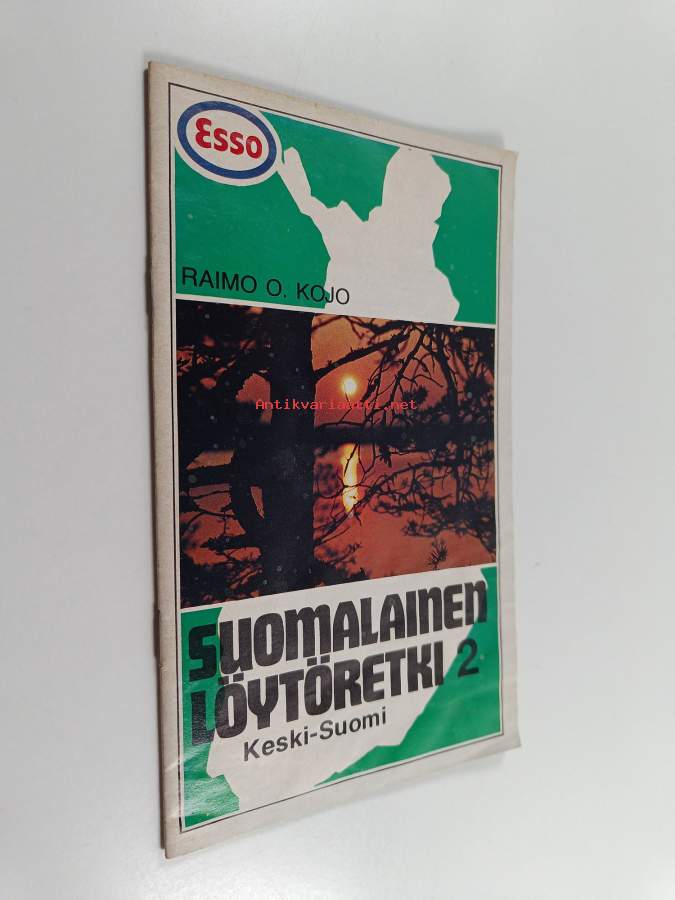 Esso
RAIMO O. KOJO
Antikvariaatti.net
SUOMALAINEN
LÖYTÖRETKI 2
Keski-Suomi